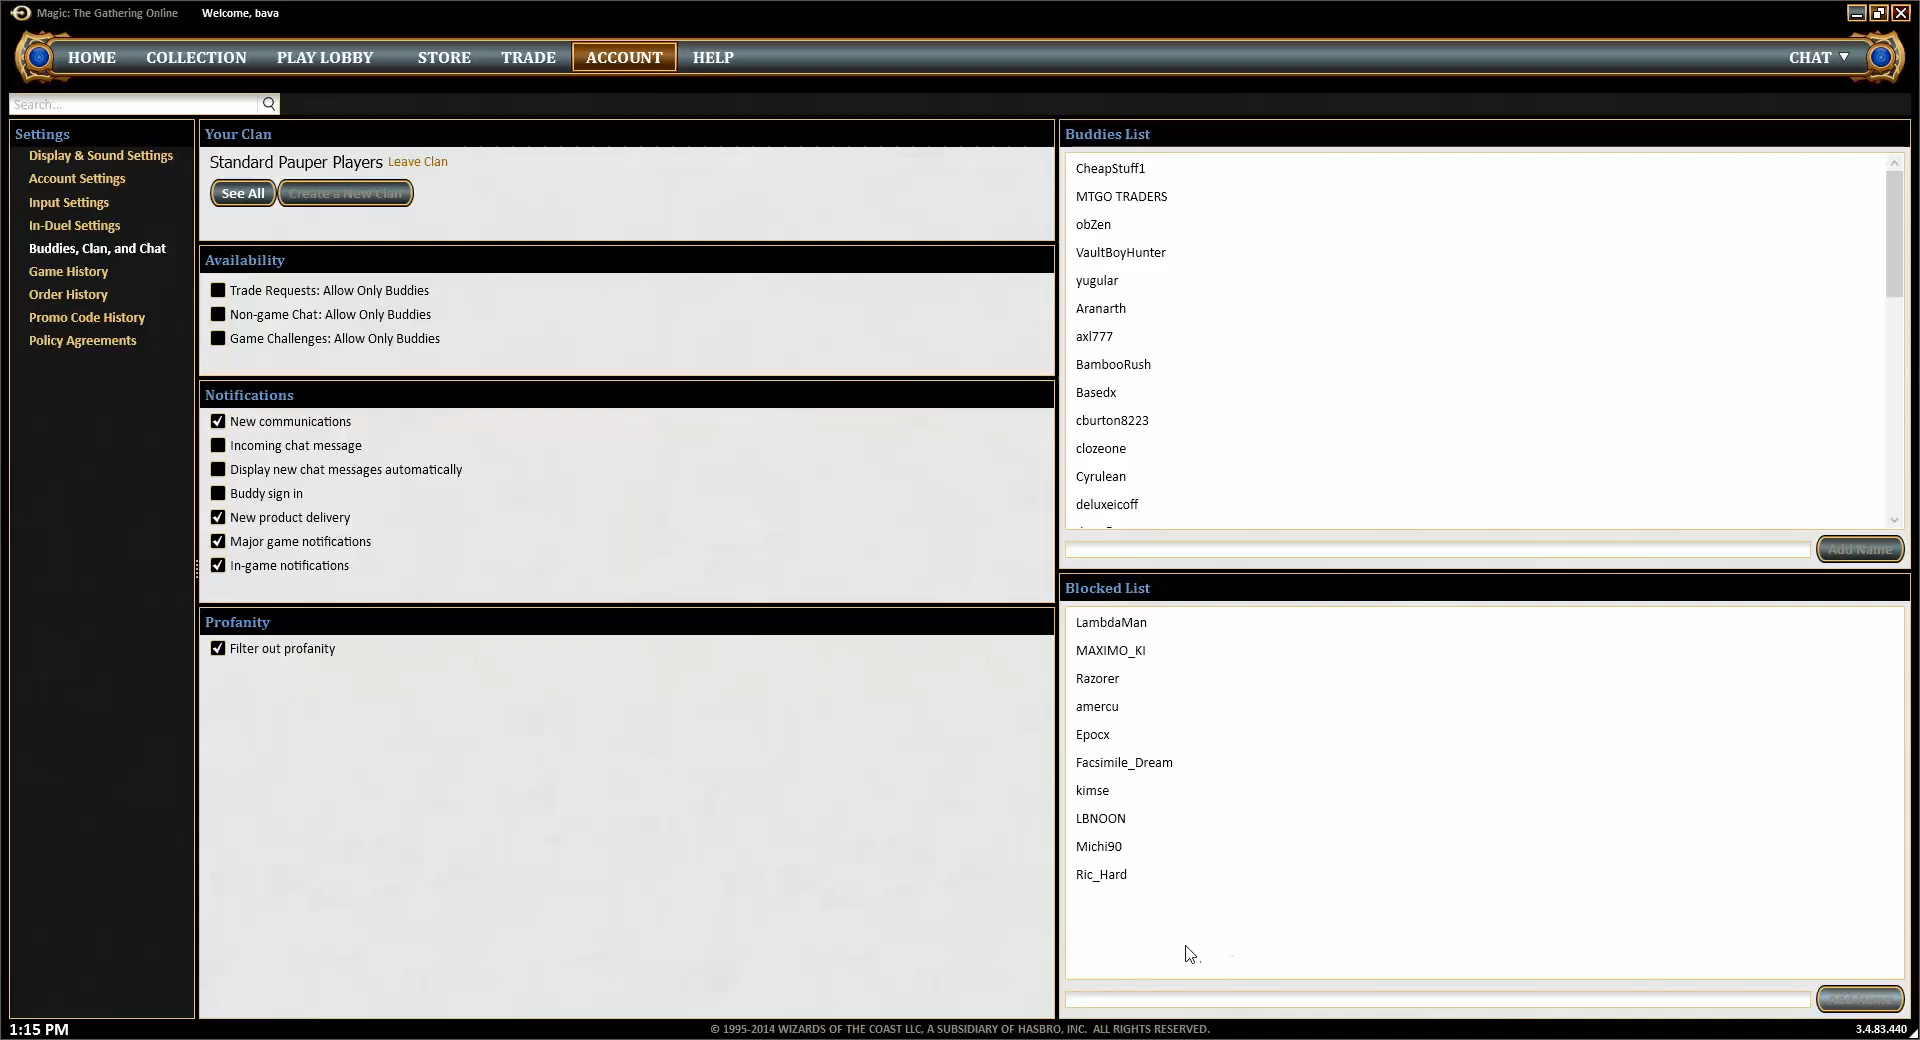 Magic: The Gathering Online Welcome, bava
HOME COLLECTION PLAY LOBBY STORE TRADE ACCOUNT HELP CHAT
Search...
Settings
Display & Sound Settings
Account Settings
Input Settings
In-Duel Settings
Buddies, Clan, and Chat
Game History
Order History
Promo Code History
Policy Agreements
Your Clan
Standard Pauper Players Leave Clan
See All Create a New Clan
Availability
Trade Requests: Allow Only Buddies
Non-game Chat: Allow Only Buddies
Game Challenges: Allow Only Buddies
Notifications
New communications
Incoming chat message
Display new chat messages automatically
Buddy sign in
New product delivery
Major game notifications
In-game notifications
Profanity
Filter out profanity
Buddies List
CheapStuff1
MTGO TRADERS
obZen
VaultBoyHunter
yugular
Aranarth
axl777
BambooRush
Basedx
cburton8223
clozeone
Cyrulean
deluxeicoff
Add Name
Blocked List
LambdaMan
MAXIMO_KI
Razorer
amercu
Epocx
Facsimile_Dream
kimse
LBNOON
Michi90
Ric_Hard
Add Name
1:15 PM
© 1995-2014 WIZARDS OF THE COAST LLC, A SUBSIDIARY OF HASBRO, INC. ALL RIGHTS RESERVED.
3.4.83.440